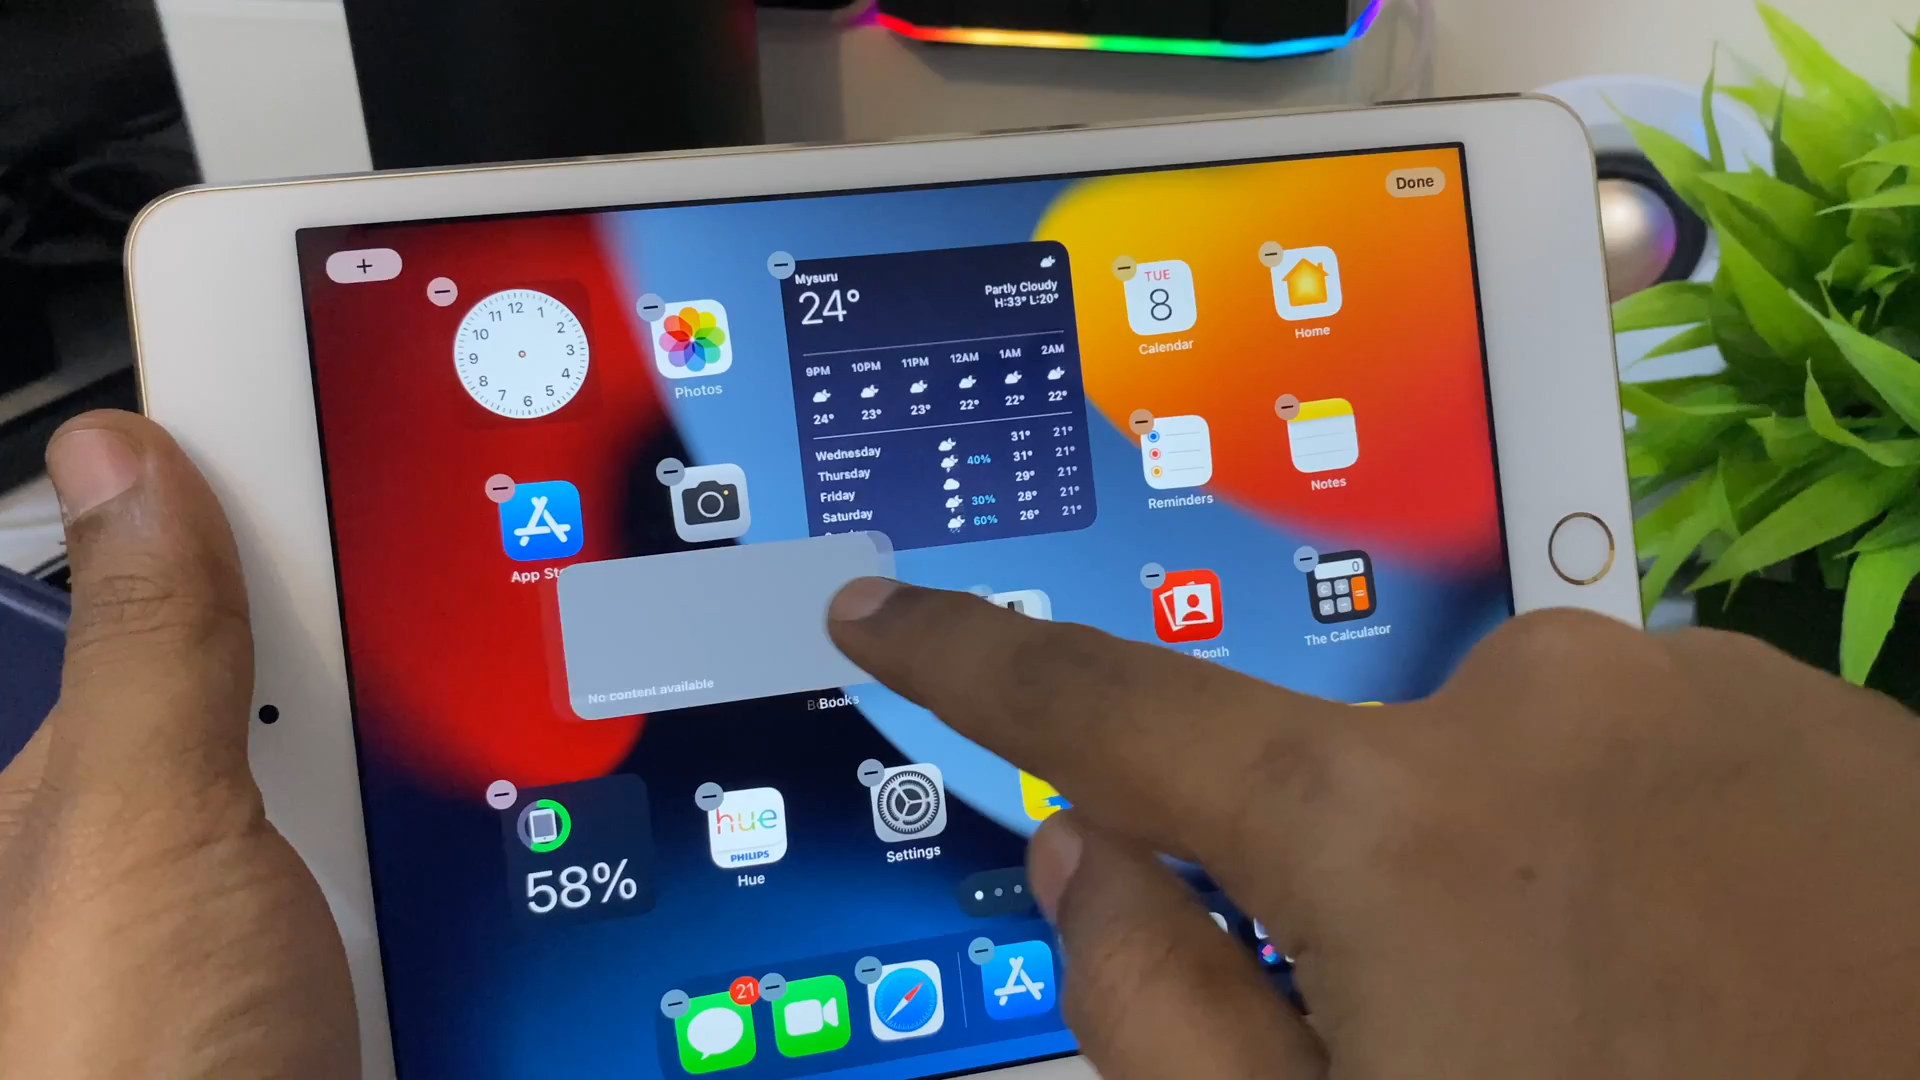 Done
+
12
1
2
3
4
5
6
7
8
9
10
11
Photos
Mysuru
24°
Partly Cloudy
H:33° L:20°
9PM 10PM 11PM 12AM 1AM 2AM
24° 23° 23° 22° 22° 22°
Wednesday 31° 21°
Thursday 40% 31° 21°
Friday 29° 21°
Saturday 30% 28° 21°
60% 26° 21°
TUE
8
Calendar
Home
Reminders
Notes
App St
No content available
Books
Booth
0
The Calculator
58%
hue
PHILIPS
Hue
Settings
21